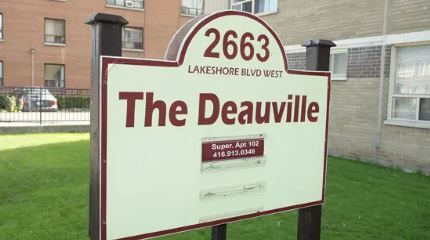 2663
LAKESHORE BLVD WEST
The Deauville
Super. Apt 102
416.913.0346